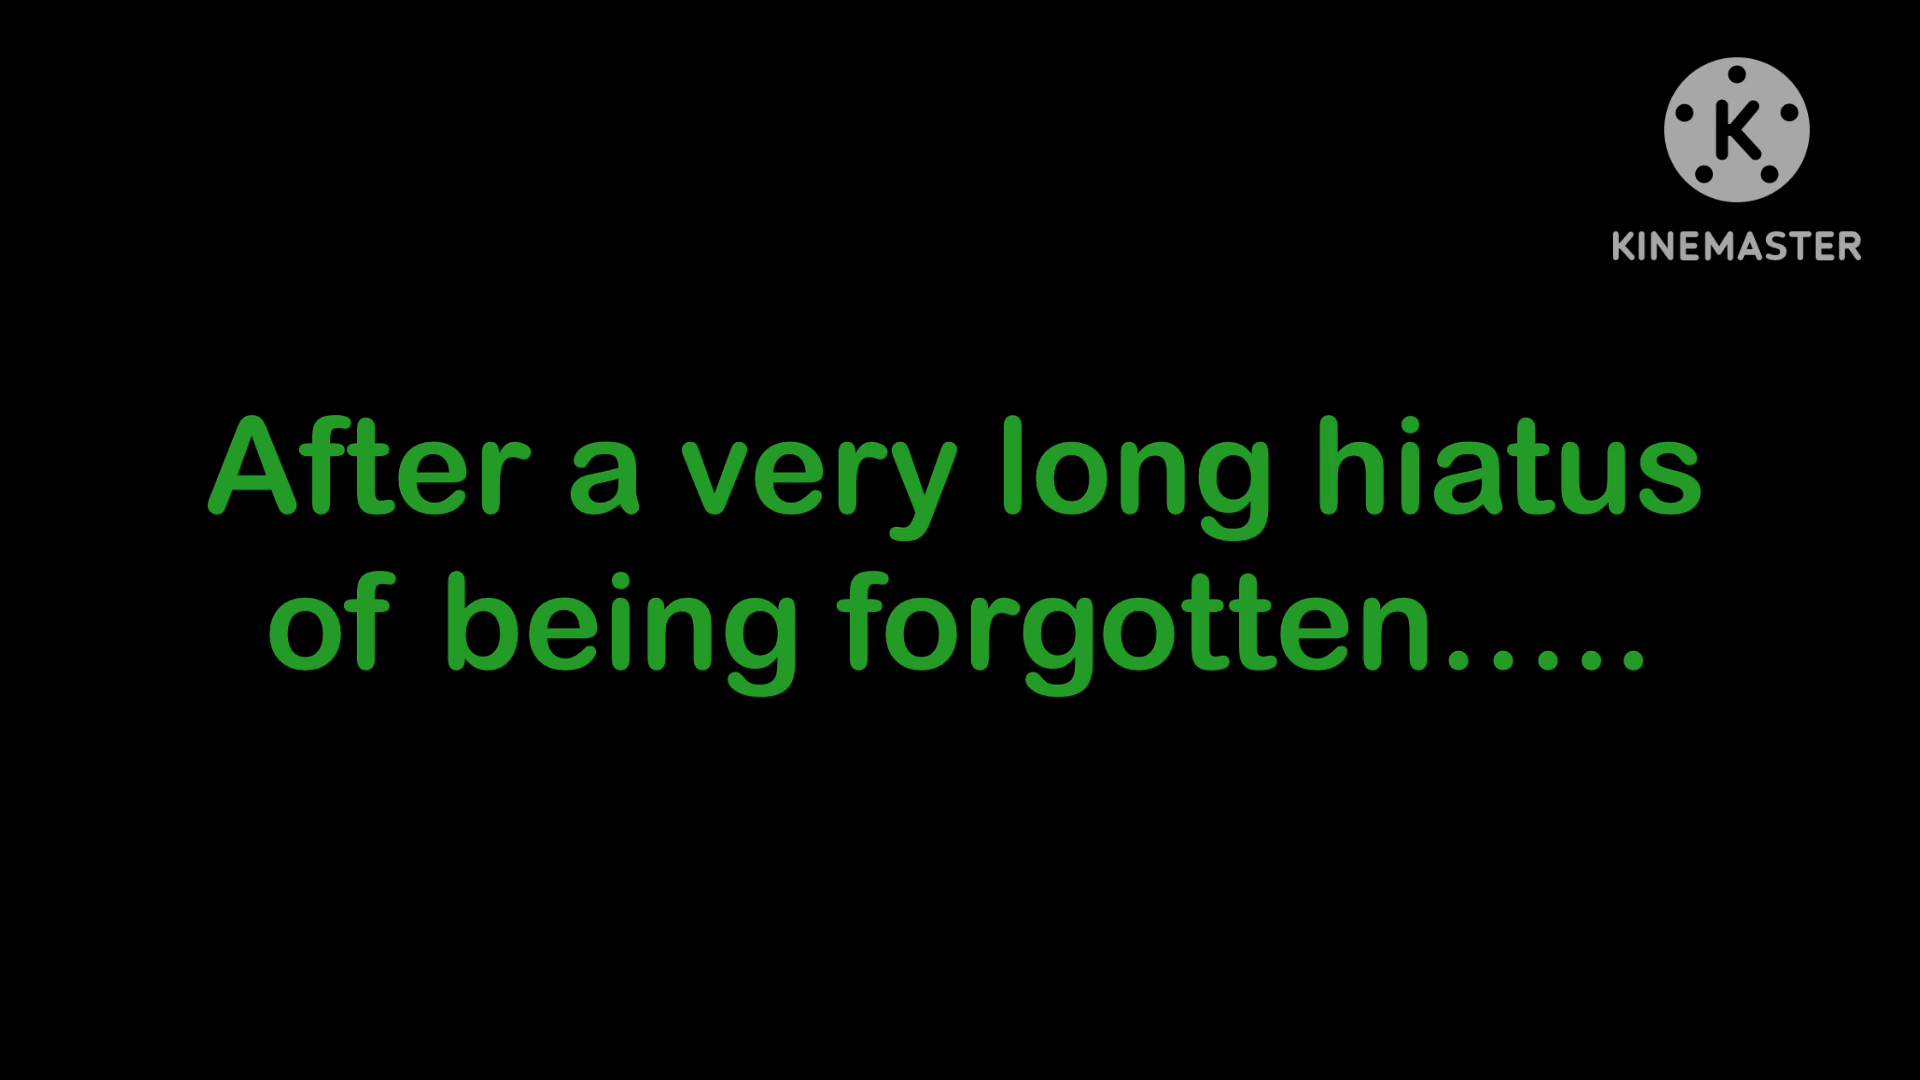 K
KINEMASTER
After a very long hiatus
of being forgotten.....